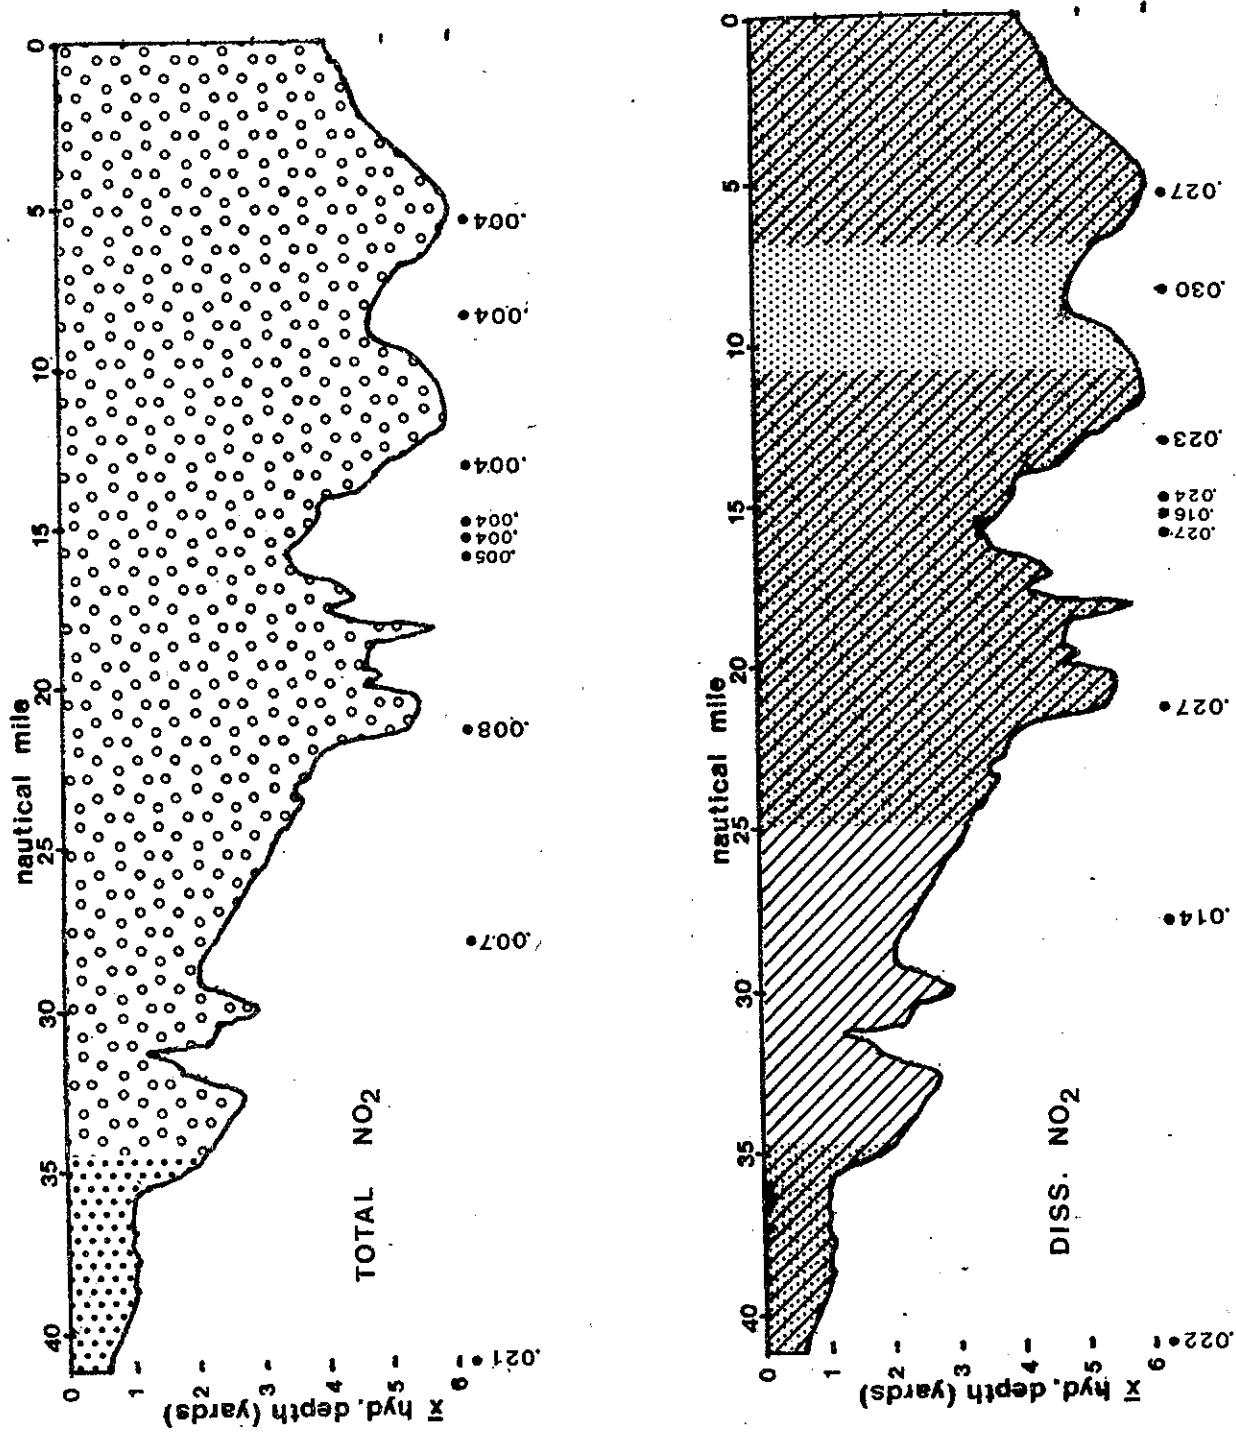 nautical mile
0 5 10 15 20 25 30 35 40
0 1 2 3 4 5 6
x̅ hyd. depth (yards)
TOTAL NO2
.004 .004 .004 .004 .004 .005 .008 .007 .021
nautical mile
0 5 10 15 20 25 30 35 40
0 1 2 3 4 5 6
x̅ hyd. depth (yards)
DISS. NO2
.027 .030 .023 .024 .016 .027 .027 .014 .022